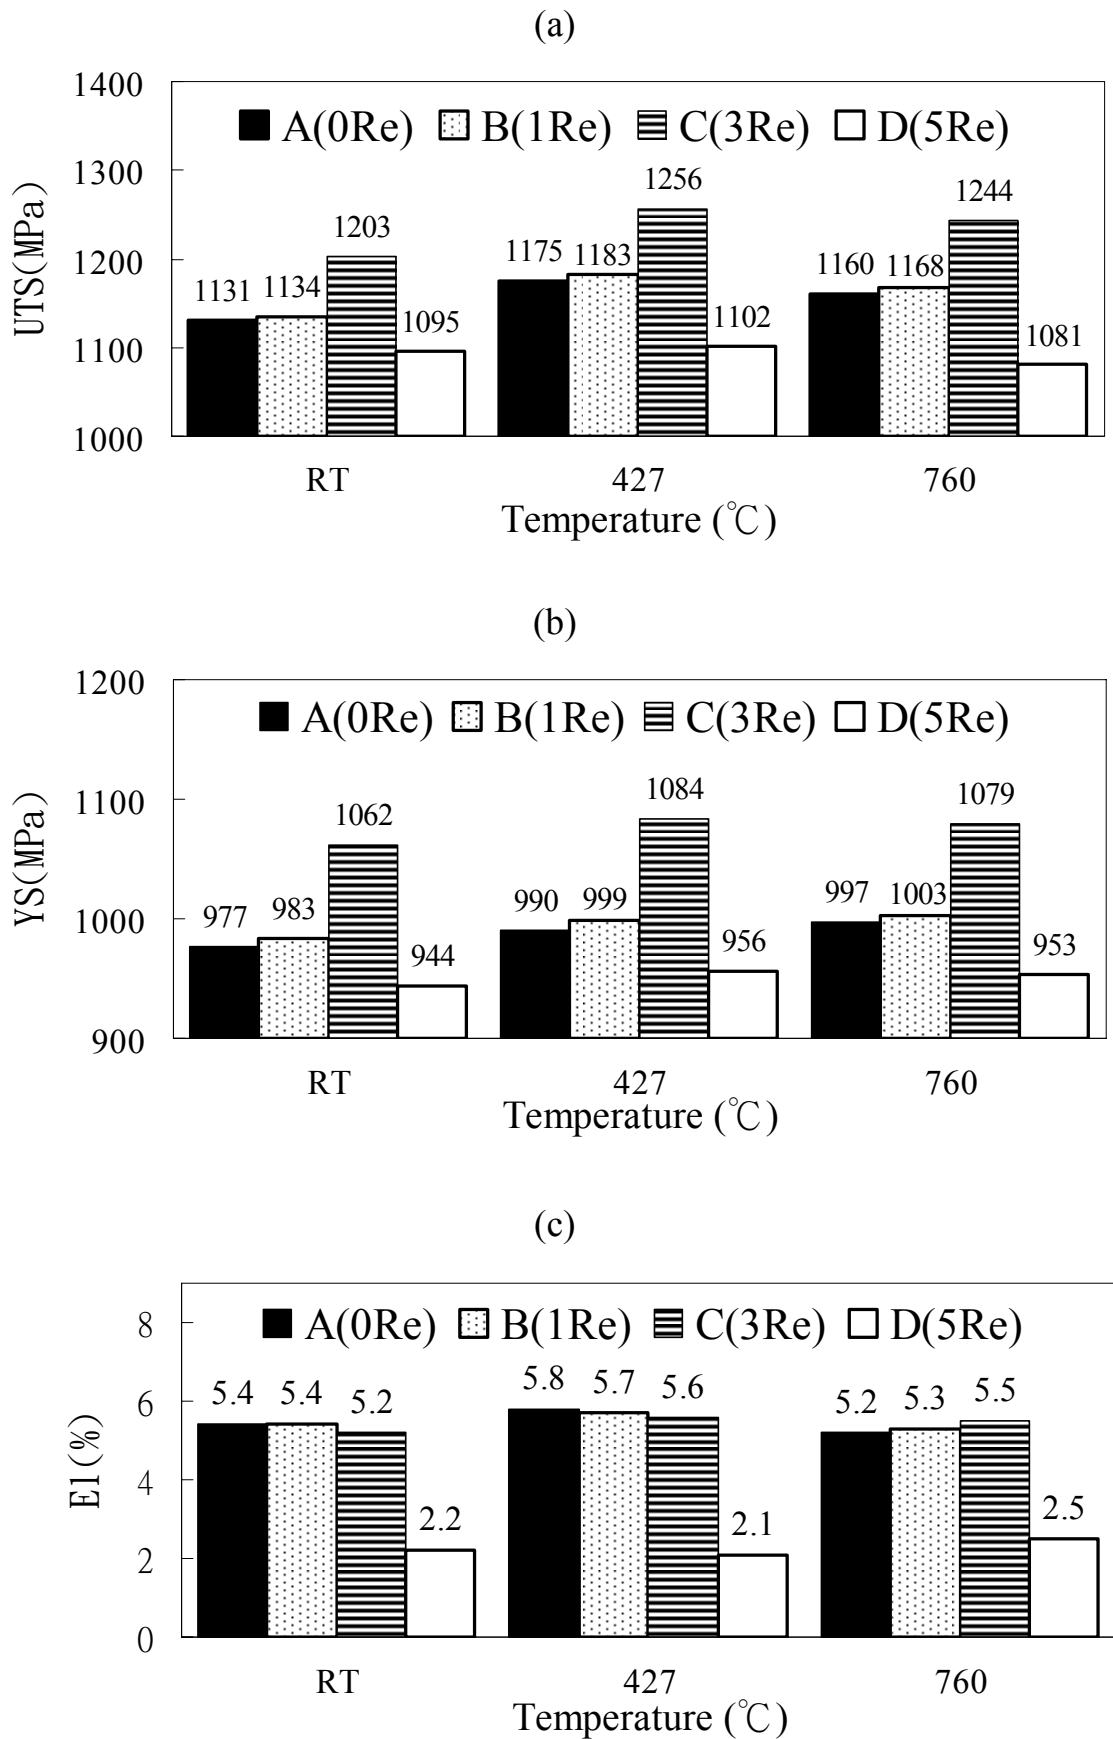 (a)
1400
1300
1200
1100
1000
UTS(MPa)
A(0Re) B(1Re) C(3Re) D(5Re)
1131 1134 1203 1095
1175 1183 1256 1102
1160 1168 1244 1081
RT 427 760
Temperature (℃)
(b)
1200
1100
1000
900
YS(MPa)
A(0Re) B(1Re) C(3Re) D(5Re)
977 983 1062 944
990 999 1084 956
997 1003 1079 953
RT 427 760
Temperature (℃)
(c)
8
6
4
2
0
El(%)
A(0Re) B(1Re) C(3Re) D(5Re)
5.4 5.4 5.2 2.2
5.8 5.7 5.6 2.1
5.2 5.3 5.5 2.5
RT 427 760
Temperature (℃)